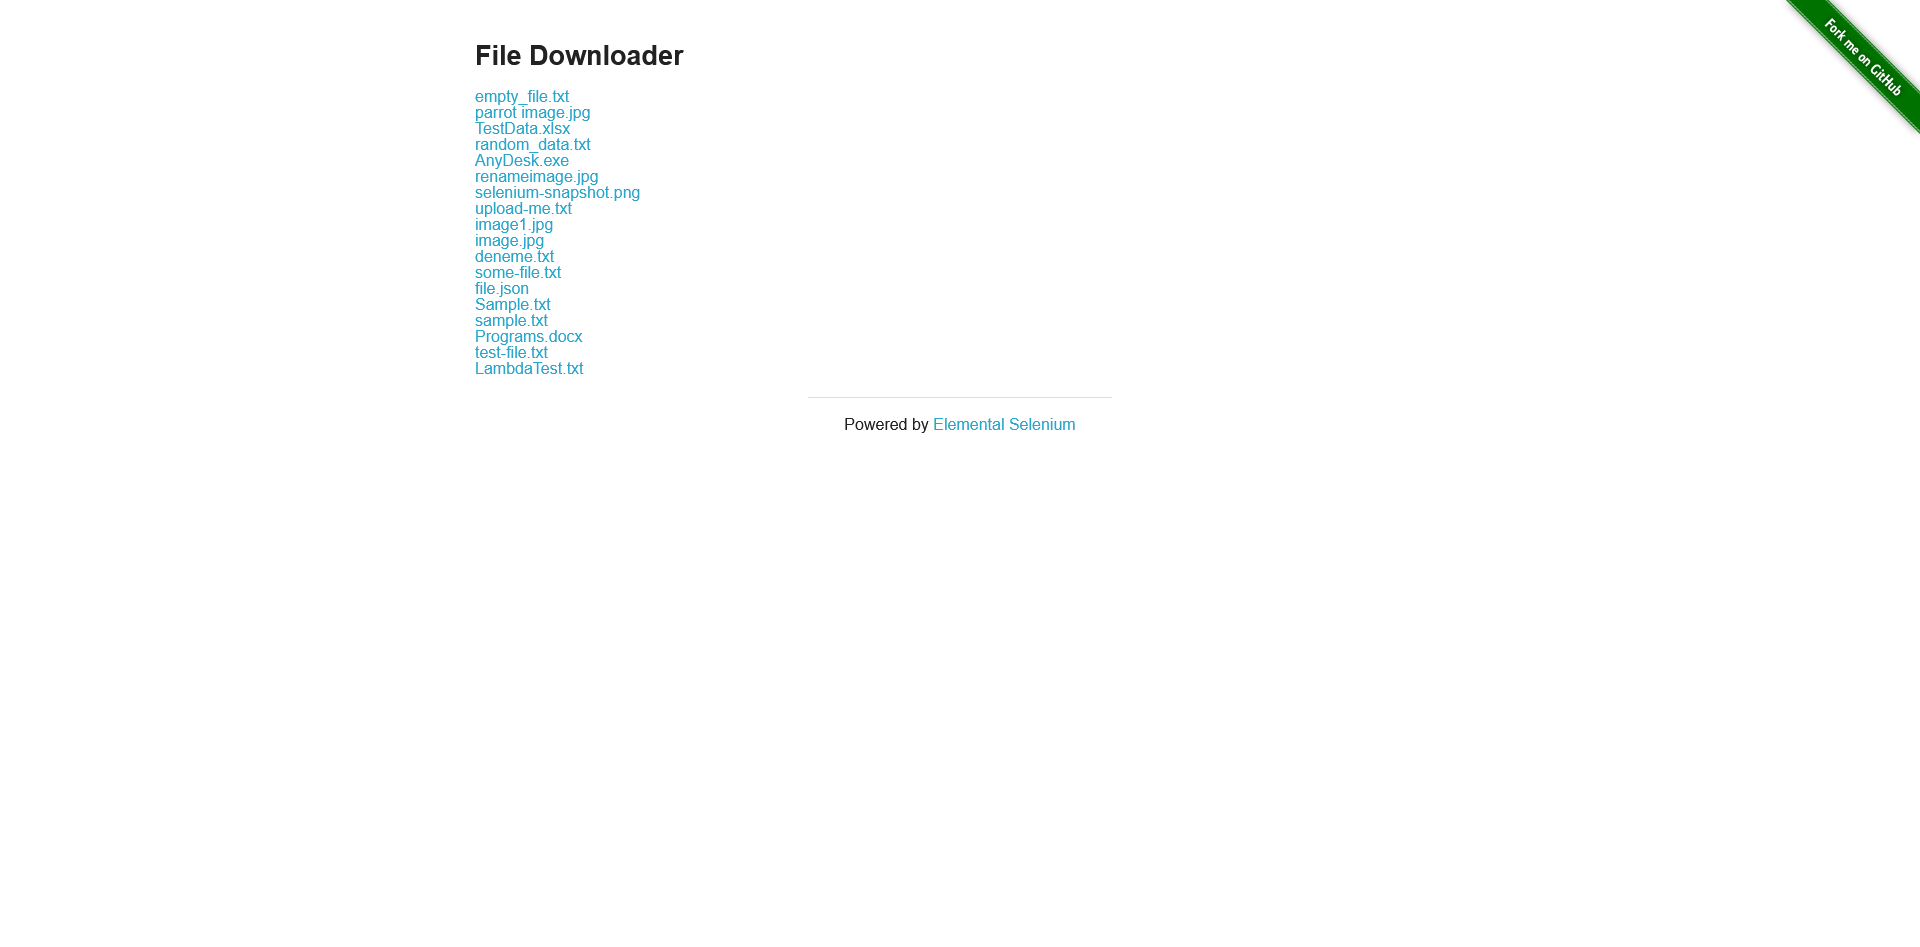 File Downloader
Fork me on GitHub
empty_file.txt
parrot image.jpg
TestData.xlsx
random_data.txt
AnyDesk.exe
renameimage.jpg
selenium-snapshot.png
upload-me.txt
image1.jpg
image.jpg
deneme.txt
some-file.txt
file.json
Sample.txt
sample.txt
Programs.docx
test-file.txt
LambdaTest.txt
Powered by Elemental Selenium